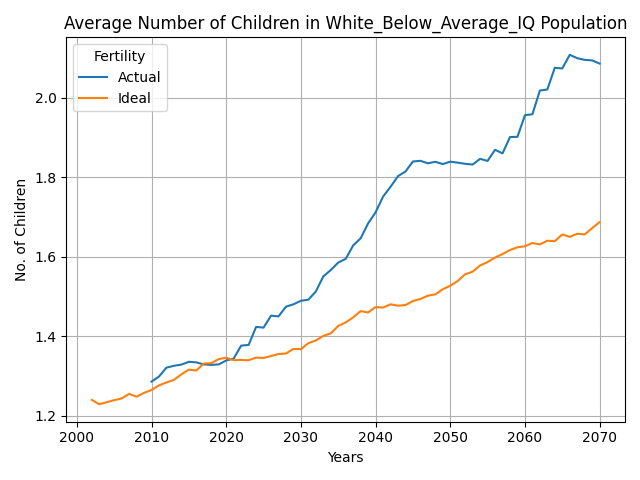 Average Number of Children in White_Below_Average_IQ Population
Fertility
Actual
Ideal
No. of Children
2.0
1.8
1.6
1.4
1.2
2000 2010 2020 2030 2040 2050 2060 2070
Years